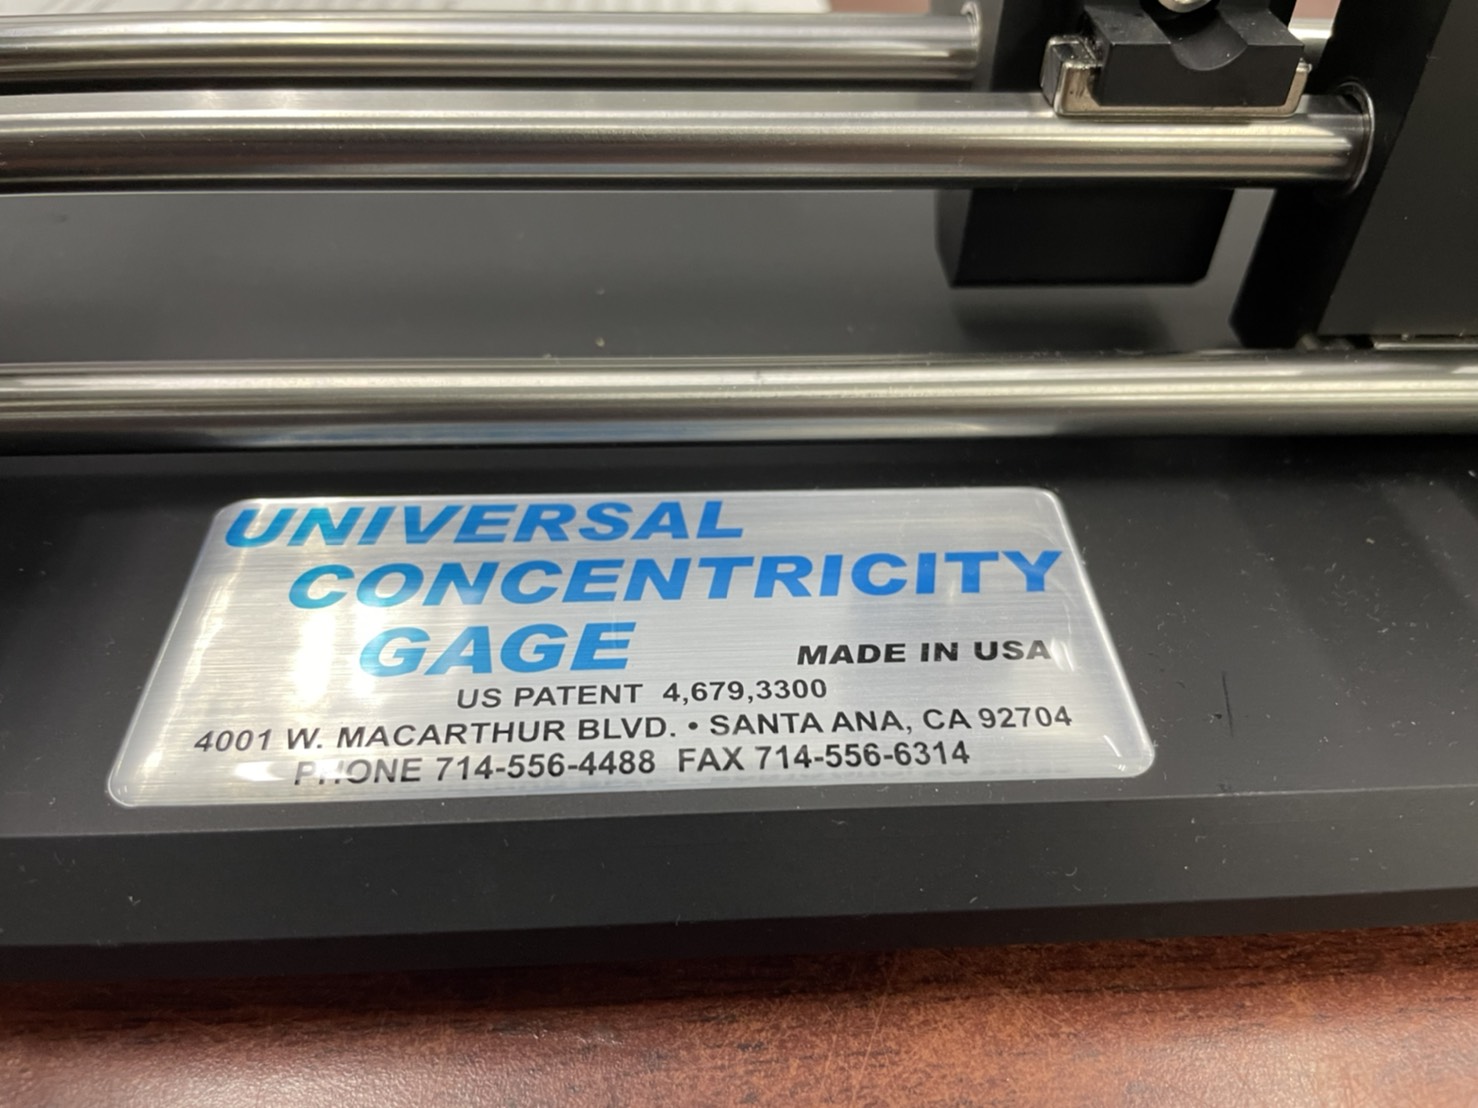 UNIVERSAL
CONCENTRICITY
GAGE
MADE IN USA
US PATENT 4,679,3300
4001 W. MACARTHUR BLVD. • SANTA ANA, CA 92704
PHONE 714-556-4488 FAX 714-556-6314